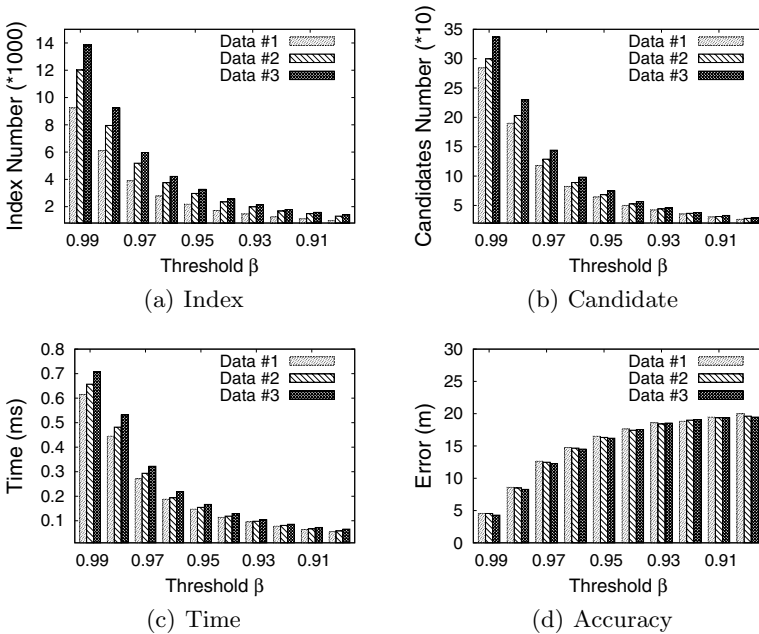 Index Number (*1000)
14
12
10
8
6
4
2
Data #1
Data #2
Data #3
0.99 0.97 0.95 0.93 0.91
Threshold β
(a) Index
Candidates Number (*10)
35
30
25
20
15
10
5
Data #1
Data #2
Data #3
0.99 0.97 0.95 0.93 0.91
Threshold β
(b) Candidate
Time (ms)
0.8
0.7
0.6
0.5
0.4
0.3
0.2
0.1
Data #1
Data #2
Data #3
0.99 0.97 0.95 0.93 0.91
Threshold β
(c) Time
Error (m)
30
25
20
15
10
5
0
Data #1
Data #2
Data #3
0.99 0.97 0.95 0.93 0.91
Threshold β
(d) Accuracy